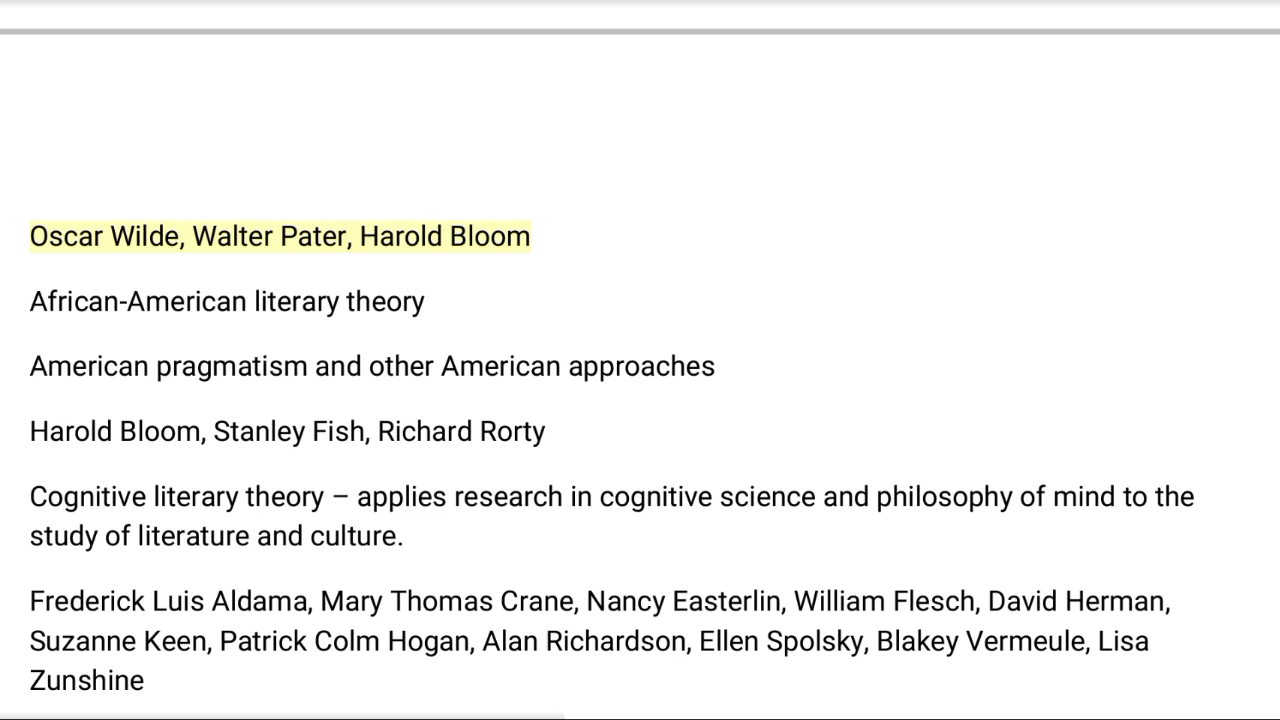 Oscar Wilde, Walter Pater, Harold Bloom
African-American literary theory
American pragmatism and other American approaches
Harold Bloom, Stanley Fish, Richard Rorty
Cognitive literary theory – applies research in cognitive science and philosophy of mind to the
study of literature and culture.
Frederick Luis Aldama, Mary Thomas Crane, Nancy Easterlin, William Flesch, David Herman,
Suzanne Keen, Patrick Colm Hogan, Alan Richardson, Ellen Spolsky, Blakey Vermeule, Lisa
Zunshine